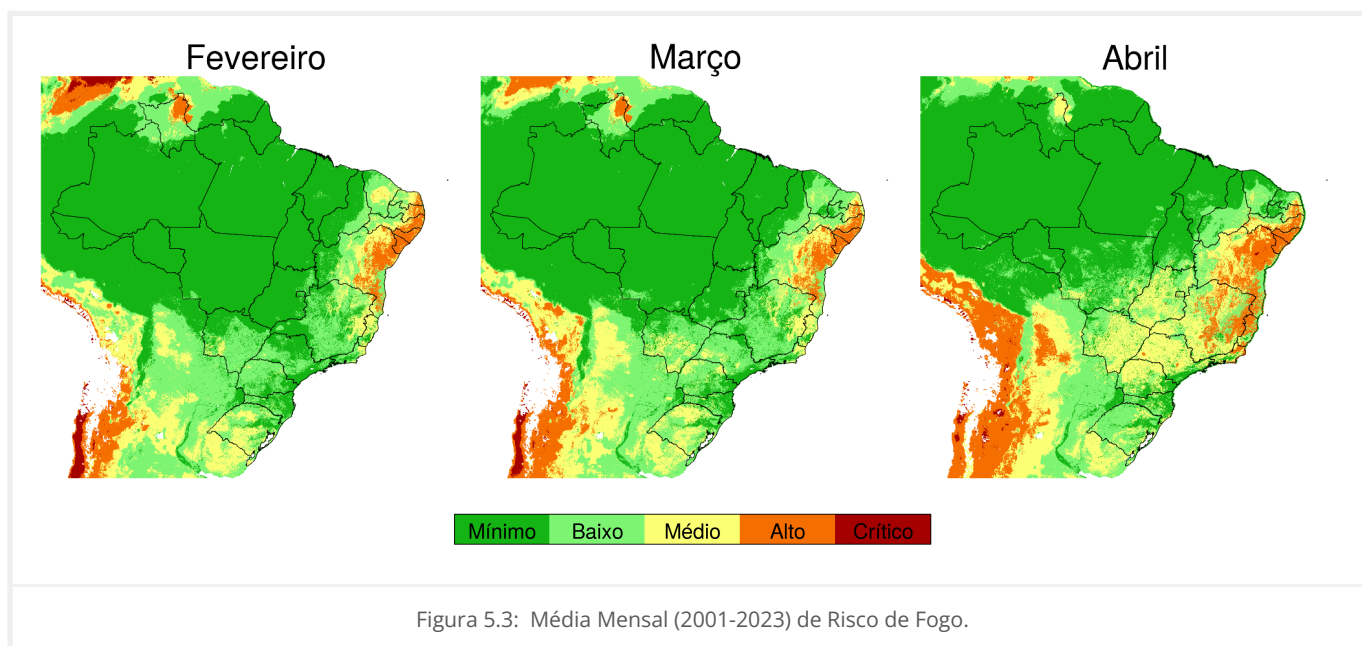 Fevereiro
Março
Abril
Mínimo Baixo Médio Alto Crítico
Figura 5.3: Média Mensal (2001-2023) de Risco de Fogo.